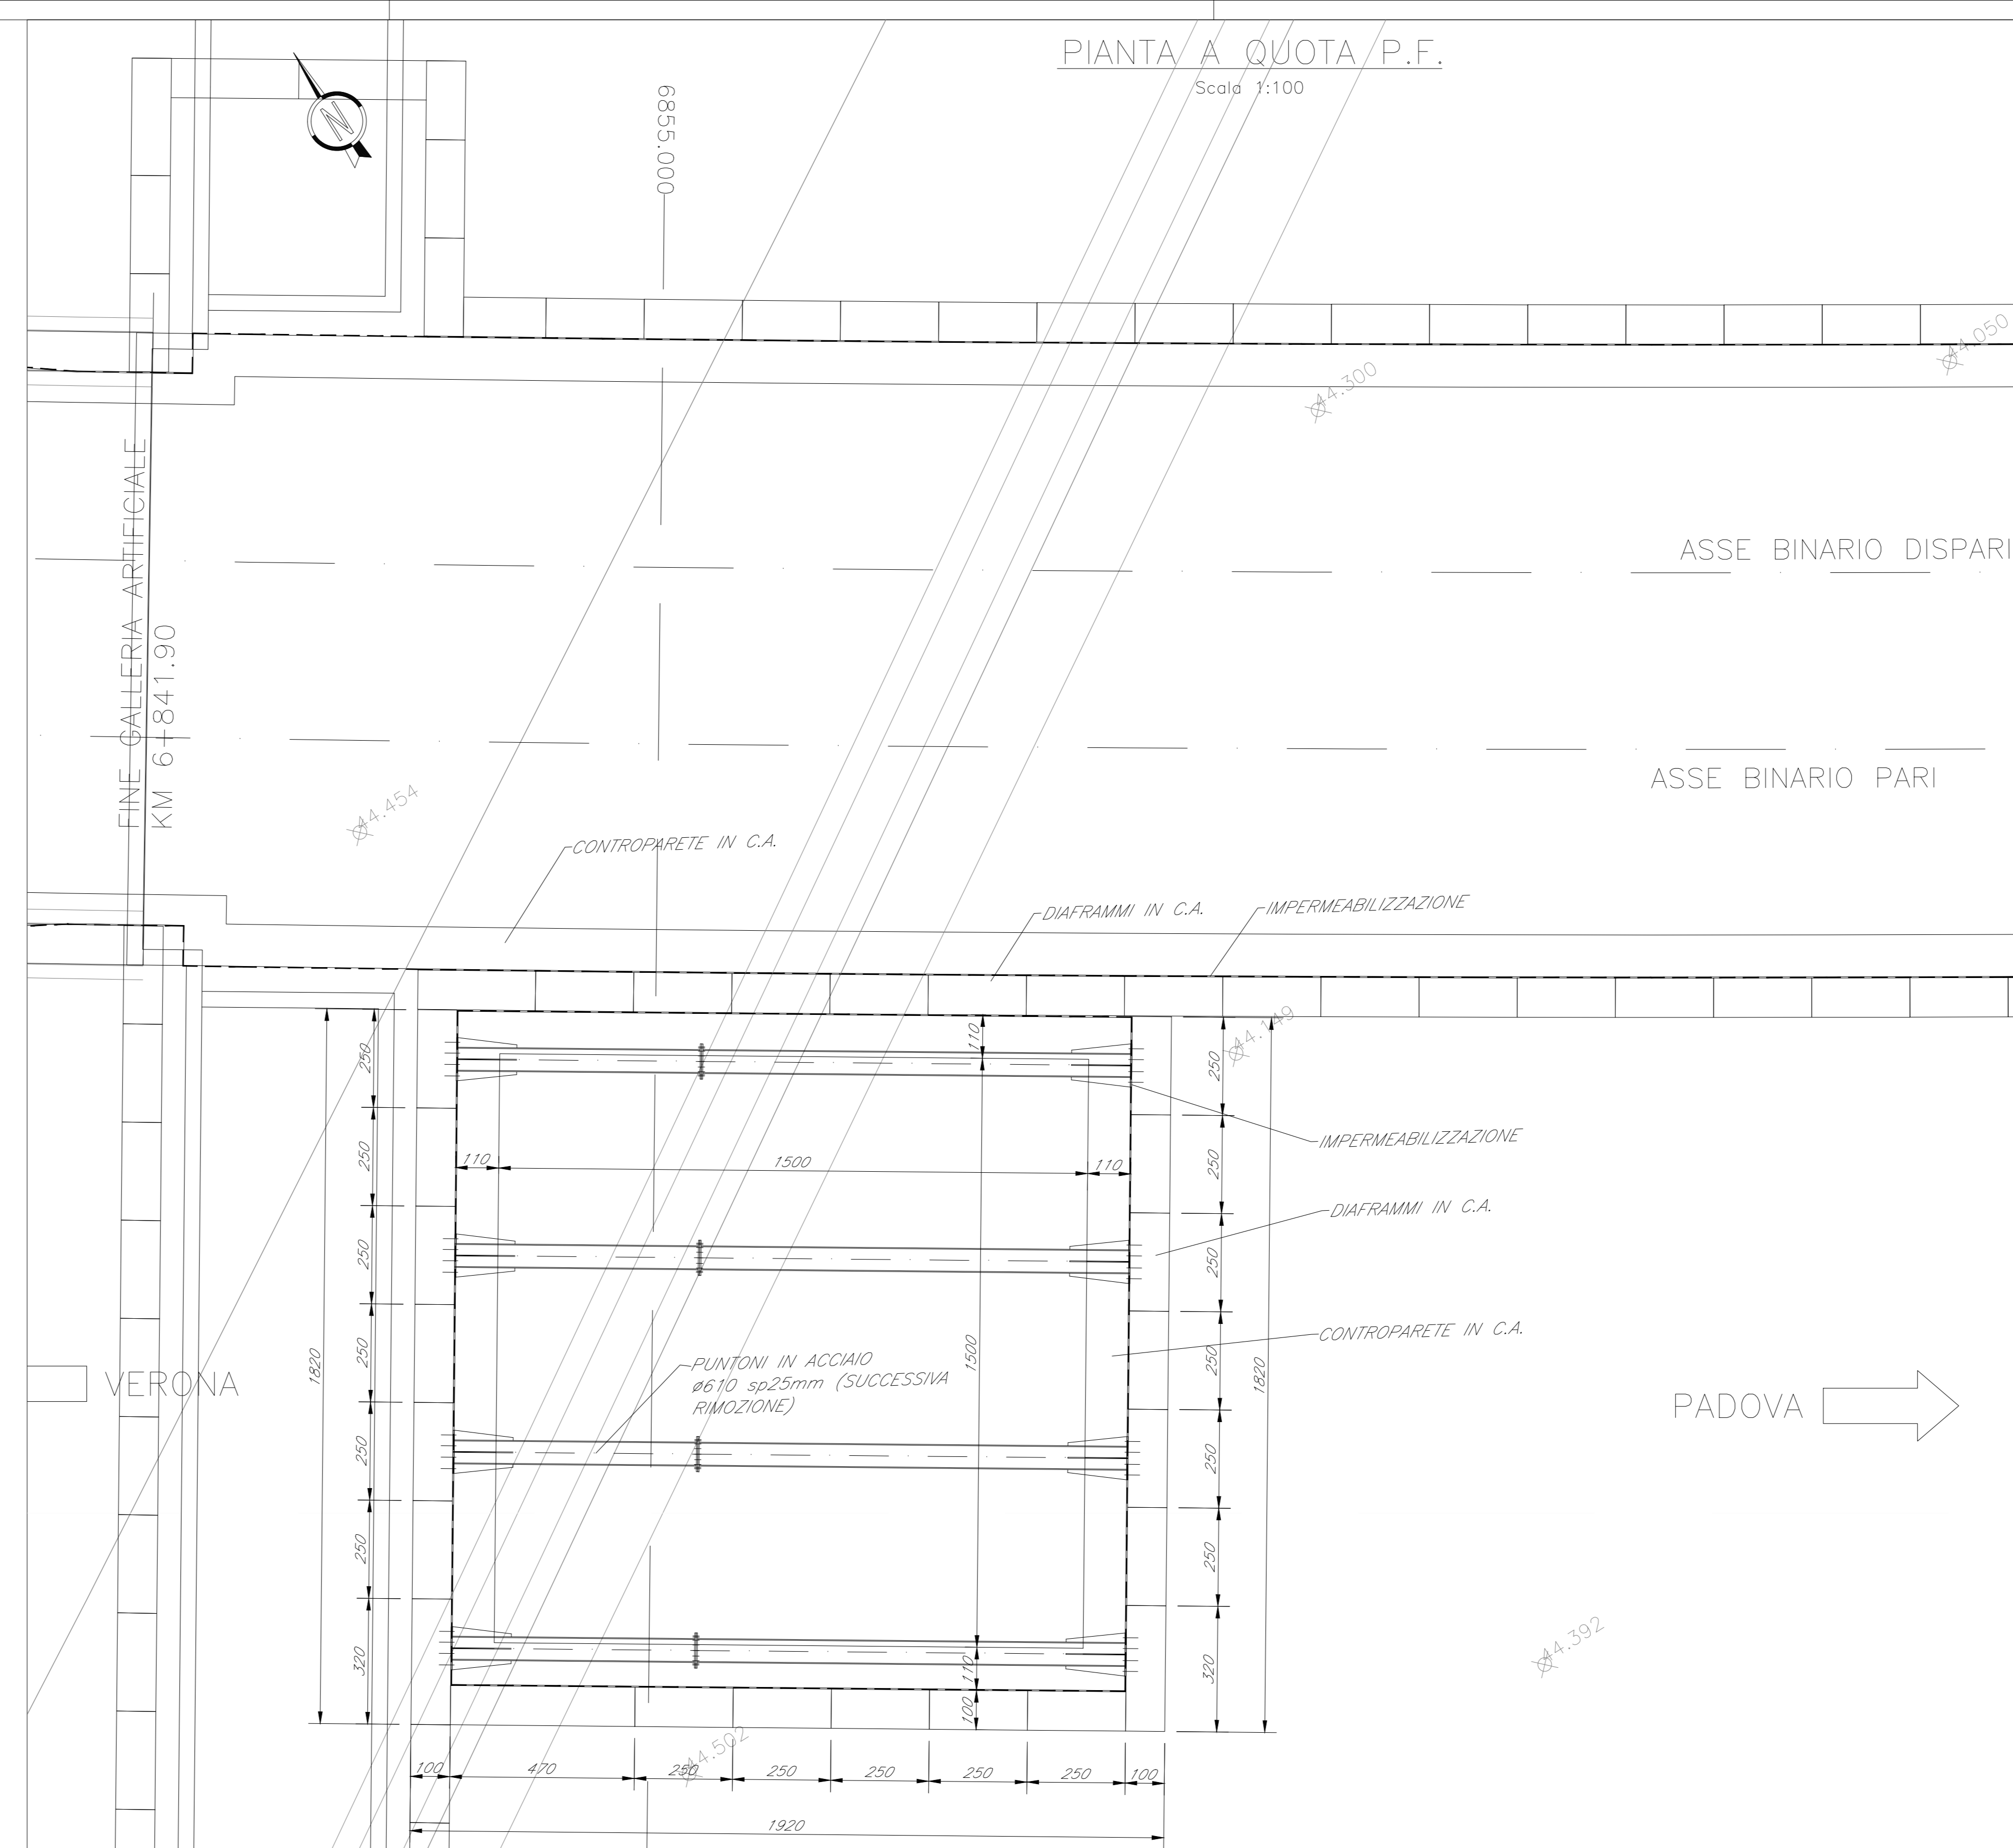 PIANTA A QUOTA P.F.
Scala 1:100
N
6855.000
44.050
44.300
ASSE BINARIO DISPARI
FINE GALLERIA ARTIFICIALE
KM 6+841.90
ASSE BINARIO PARI
44.454
CONTROPARETE IN C.A.
DIAFRAMMI IN C.A.
IMPERMEABILIZZAZIONE
44.149
110
250
250
IMPERMEABILIZZAZIONE
250
250
110
1500
110
DIAFRAMMI IN C.A.
250
250
CONTROPARETE IN C.A.
250
250
1820
1500
1820
PUNTONI IN ACCIAIO
ø610 sp25mm (SUCCESSIVA
RIMOZIONE)
VERONA
PADOVA
250
250
250
250
320
320
110
100
44.392
44.502
100
470
250
250
250
250
250
100
1920